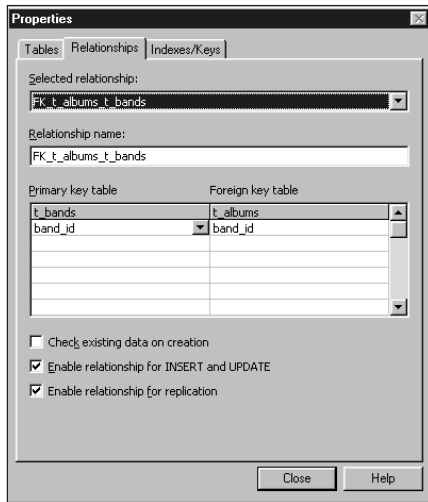 Properties
Tables Relationships Indexes/Keys
Selected relationship:
FK_t_albums_t_bands
Relationship name:
FK_t_albums_t_bands
Primary key table Foreign key table
t_bands t_albums
band_id band_id
Check existing data on creation
Enable relationship for INSERT and UPDATE
Enable relationship for replication
Close Help